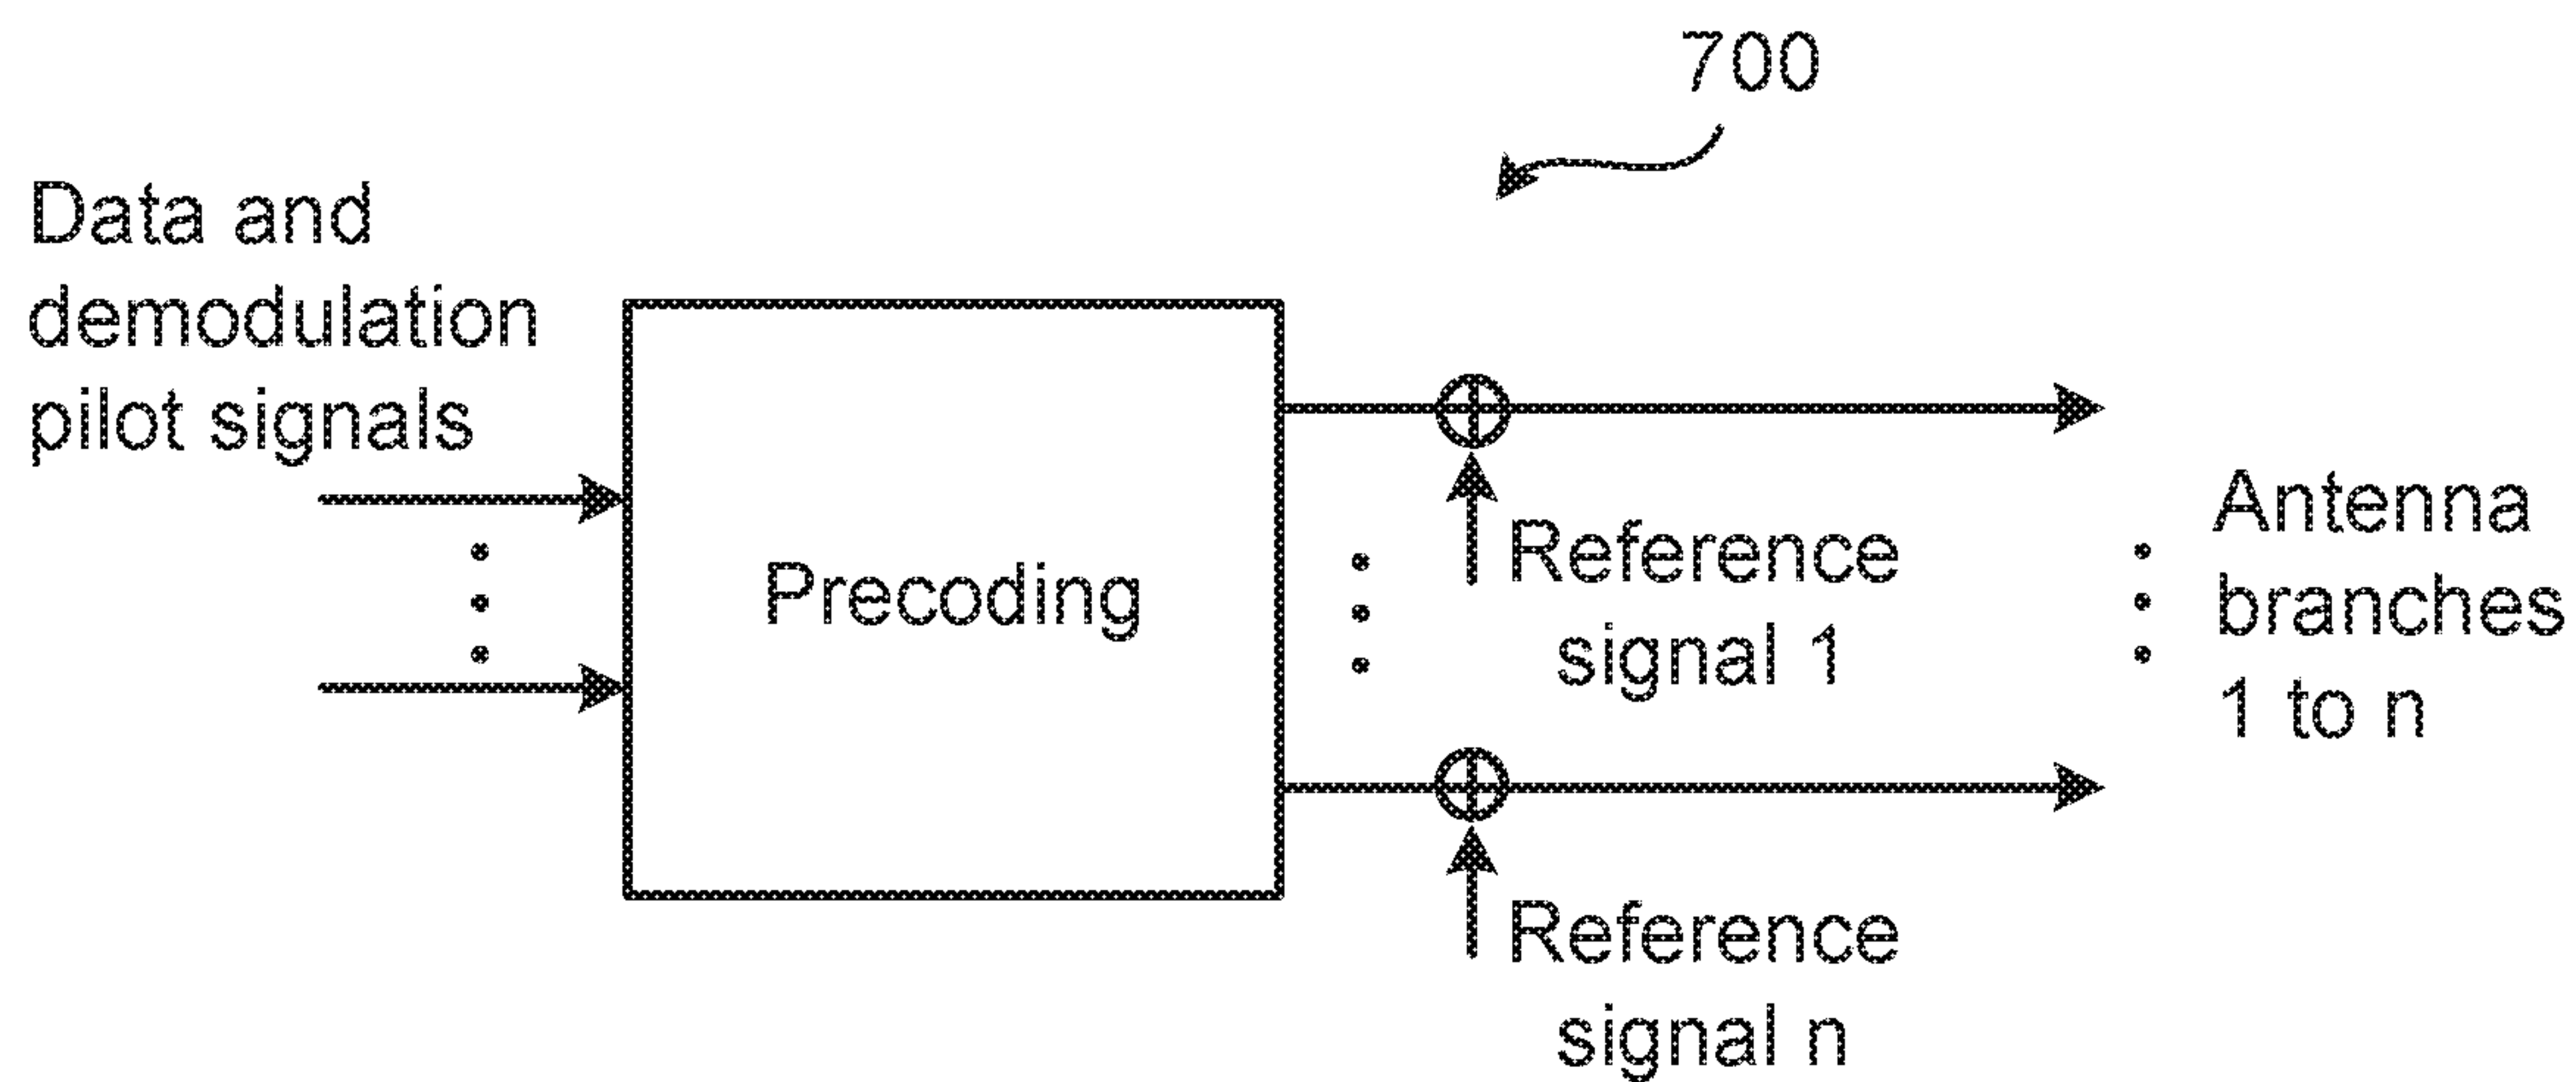 700
Data and
demodulation
pilot signals
Precoding
Reference
signal 1
Antenna
branches
1 to n
Reference
signal n